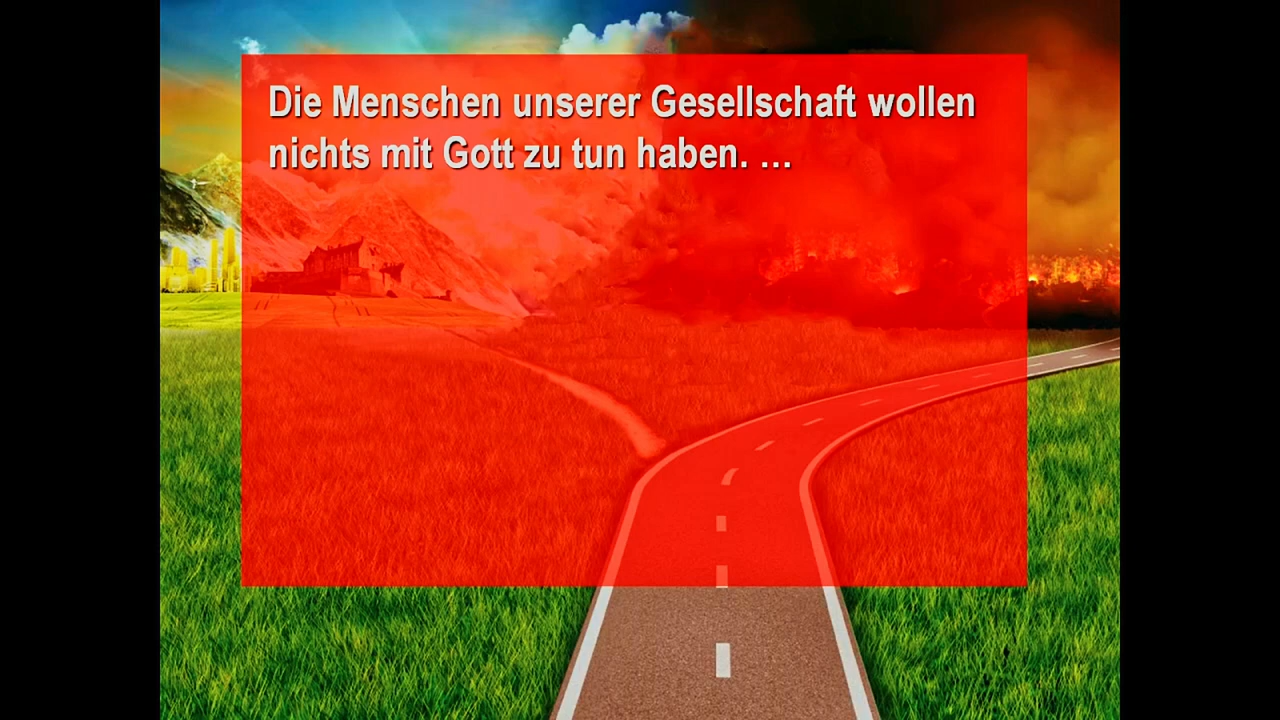 Die Menschen unserer Gesellschaft wollen
nichts mit Gott zu tun haben. …